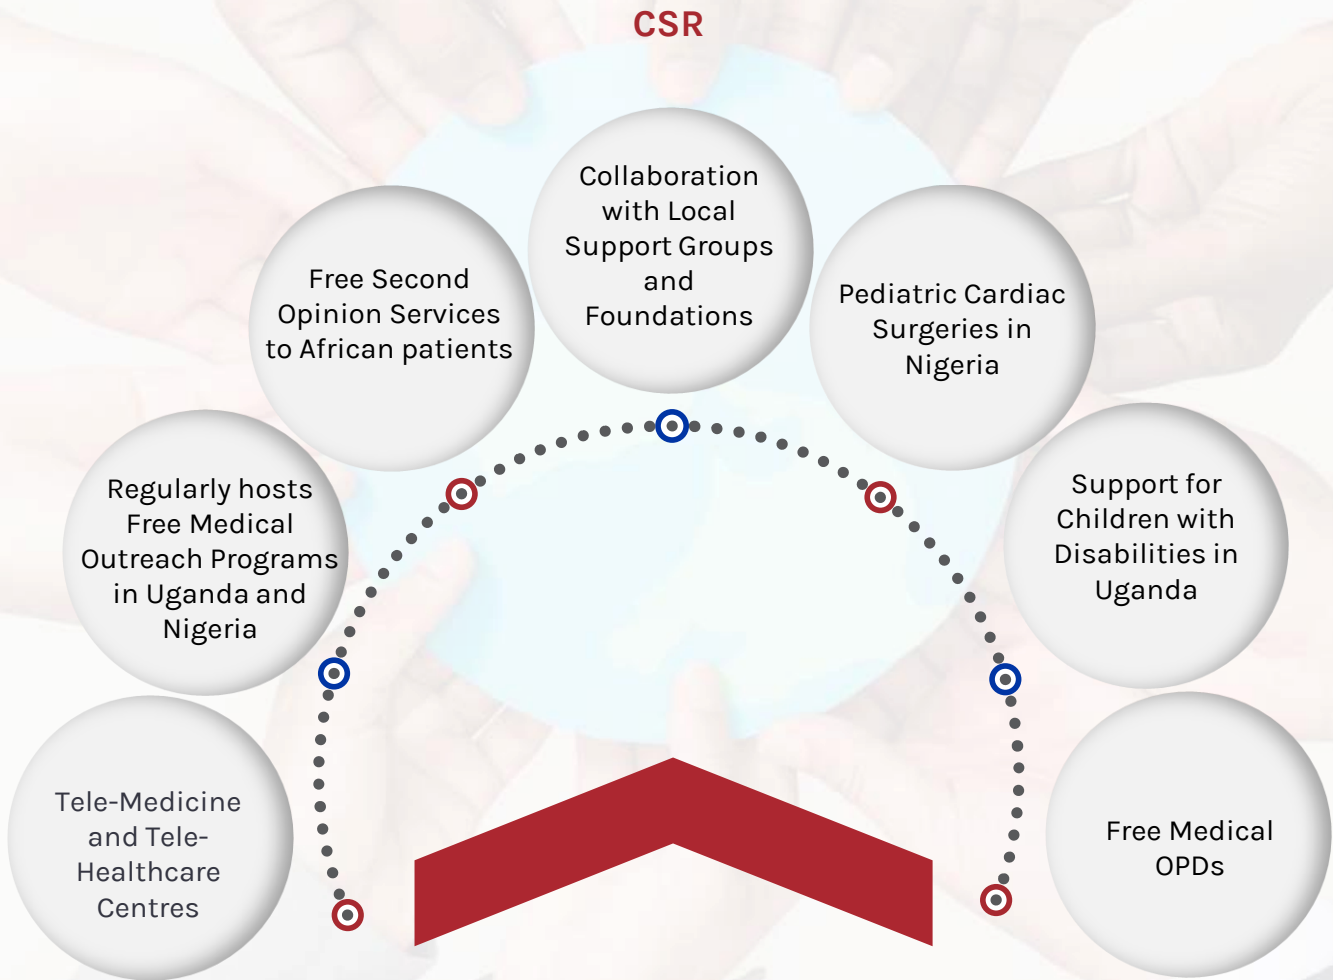 CSR
Tele-Medicine
and Tele-
Healthcare
Centres
Regularly hosts
Free Medical
Outreach Programs
in Uganda and
Nigeria
Free Second
Opinion Services
to African patients
Collaboration
with Local
Support Groups
and
Foundations
Pediatric Cardiac
Surgeries in
Nigeria
Support for
Children with
Disabilities in
Uganda
Free Medical
OPDs